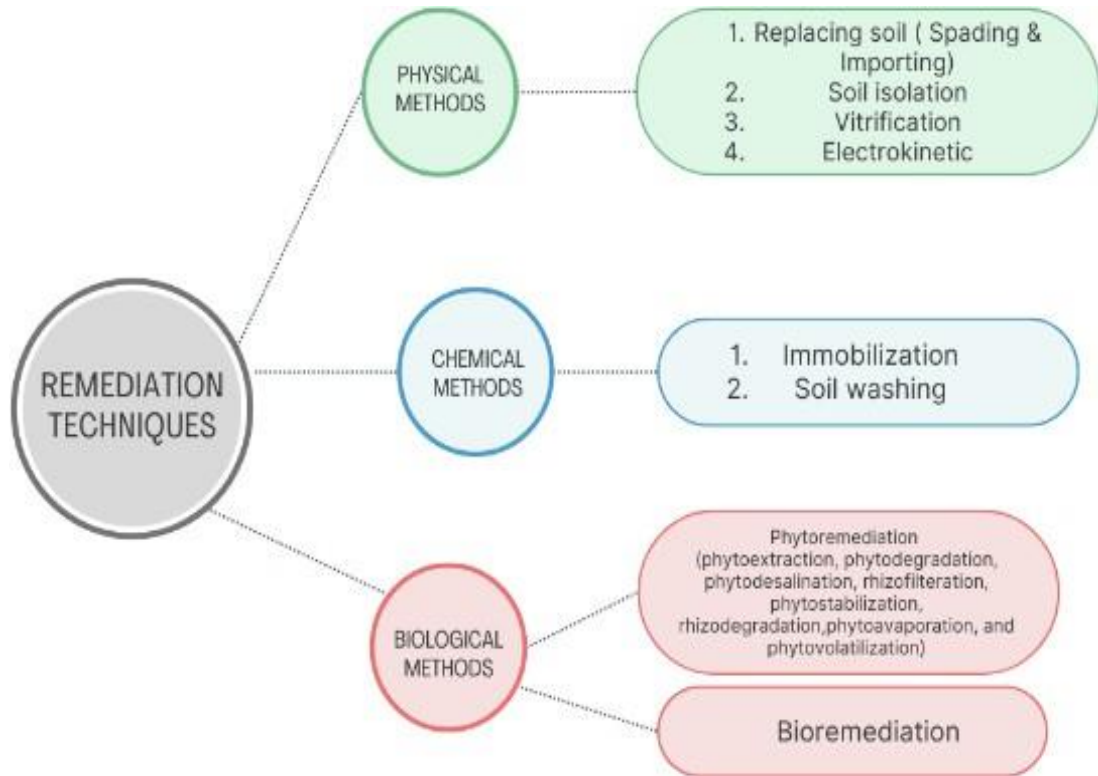 REMEDIATION
TECHNIQUES
PHYSICAL
METHODS
1. Replacing soil ( Spading &
Importing)
2. Soil isolation
3. Vitrification
4. Electrokinetic
CHEMICAL
METHODS
1. Immobilization
2. Soil washing
BIOLOGICAL
METHODS
Phytoremediation
(phytoextraction, phytodegradation,
phytodesalination, rhizofilteration,
phytostabilization,
rhizodegradation,phytoavaporation, and
phytovolatilization)
Bioremediation